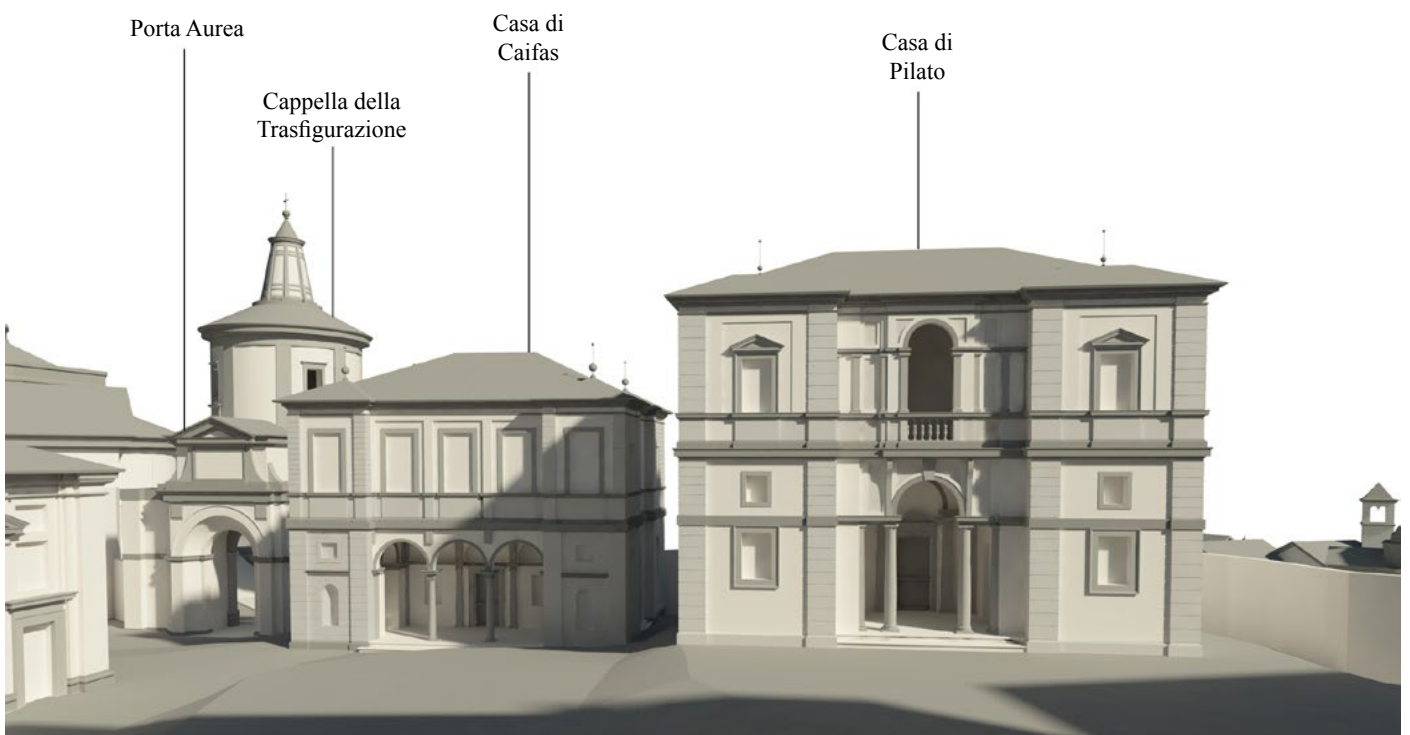 Porta Aurea
Cappella della
Trasfigurazione
Casa di
Caifas
Casa di
Pilato